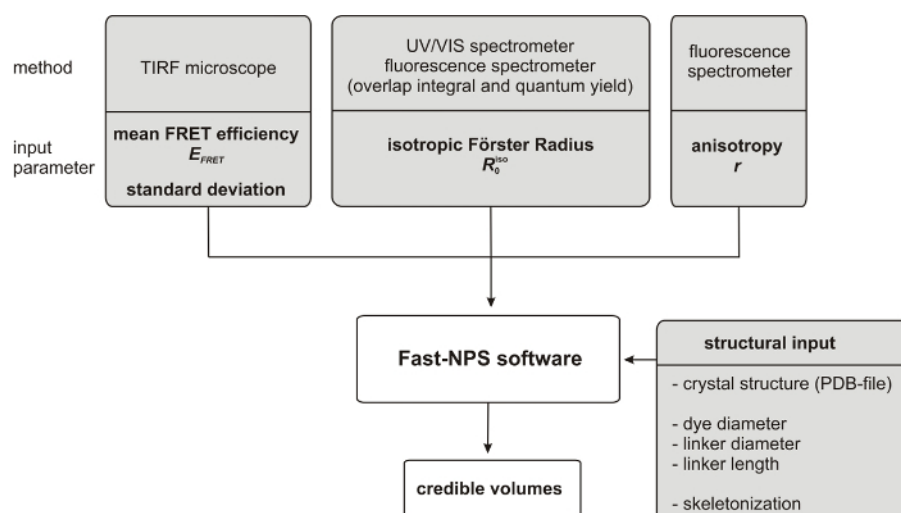 method
TIRF microscope
UV/VIS spectrometer
fluorescence spectrometer
(overlap integral and quantum yield)
fluorescence
spectrometer
input
parameter
mean FRET efficiency
E_FRET
standard deviation
isotropic Förster Radius
R₀^iso
anisotropy
r
Fast-NPS software
structural input
- crystal structure (PDB-file)
- dye diameter
- linker diameter
- linker length
- skeletonization
credible volumes